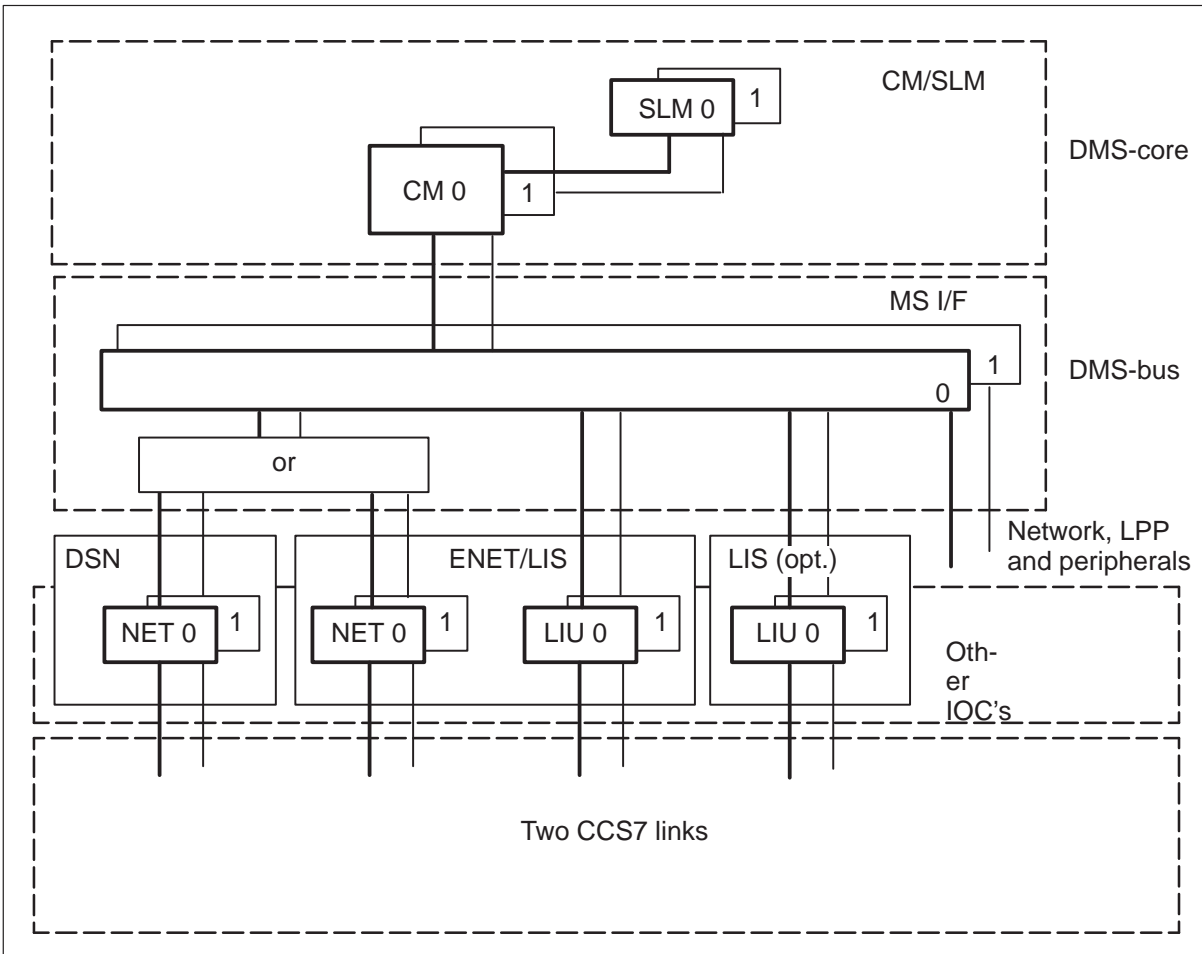 CM/SLM
SLM 0
1
DMS-core
CM 0
1
MS I/F
1
DMS-bus
0
or
Network, LPP
and peripherals
DSN
ENET/LIS
LIS (opt.)
NET 0
1
NET 0
1
LIU 0
1
LIU 0
1
Oth-
er
IOC's
Two CCS7 links